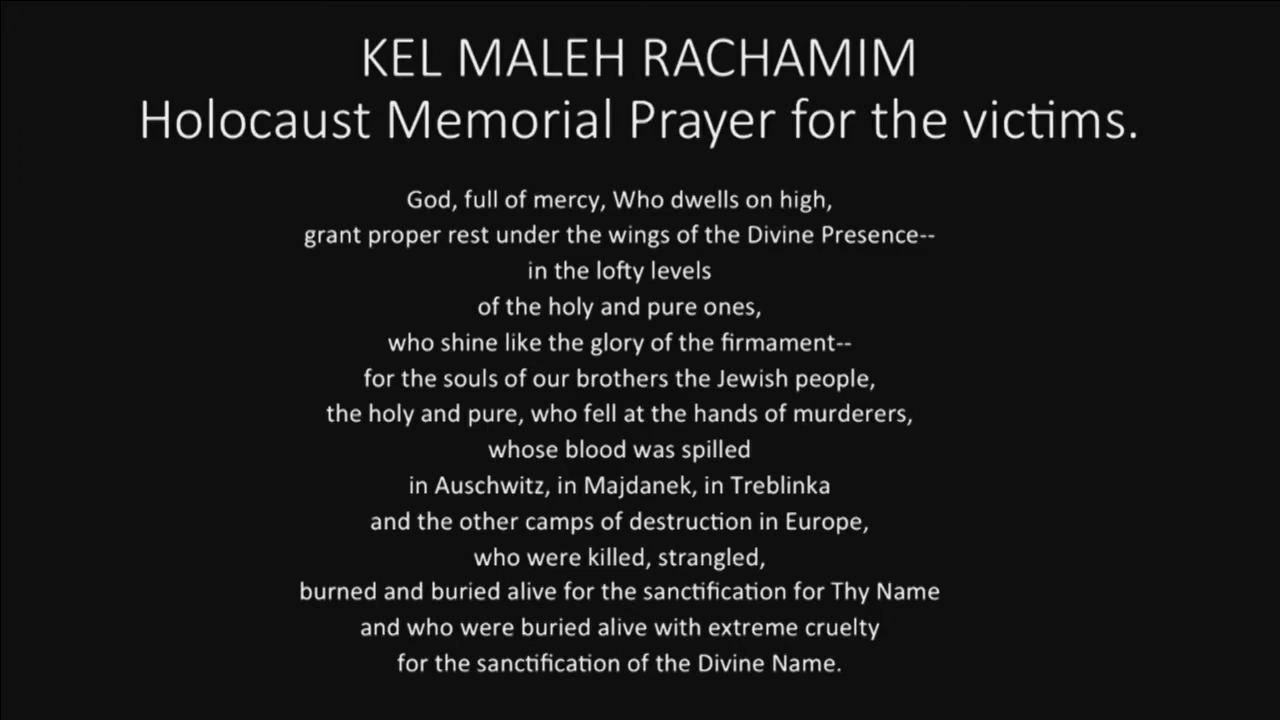 KEL MALEH RACHAMIM
Holocaust Memorial Prayer for the victims.
God, full of mercy, Who dwells on high,
grant proper rest under the wings of the Divine Presence--
in the lofty levels
of the holy and pure ones,
who shine like the glory of the firmament--
for the souls of our brothers the Jewish people,
the holy and pure, who fell at the hands of murderers,
whose blood was spilled
in Auschwitz, in Majdanek, in Treblinka
and the other camps of destruction in Europe,
who were killed, strangled,
burned and buried alive for the sanctification for Thy Name
and who were buried alive with extreme cruelty
for the sanctification of the Divine Name.